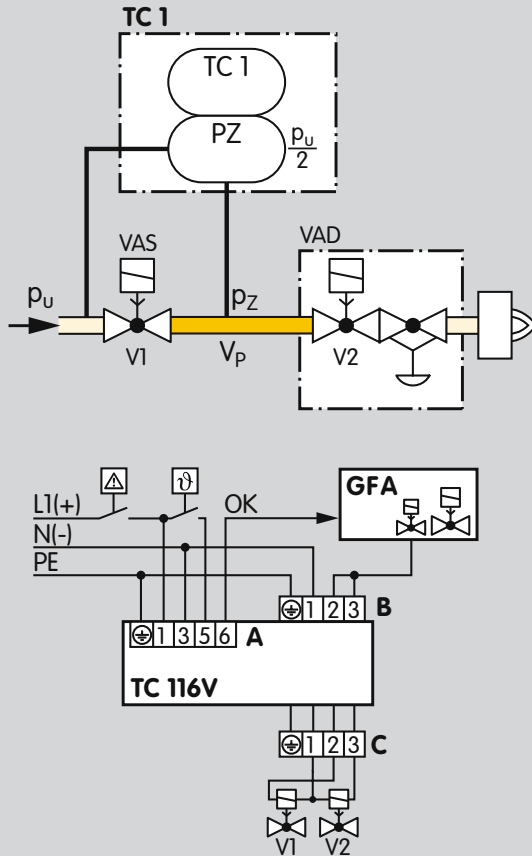 TC 1
TC 1
PZ
pu
2
VAS
VAD
pu
pZ
V1
VP
V2
L1(+)
ϑ
OK
GFA
N(-)
PE
1 2 3 B
1 3 5 6 A
TC 116V
1 2 3 C
V1 V2